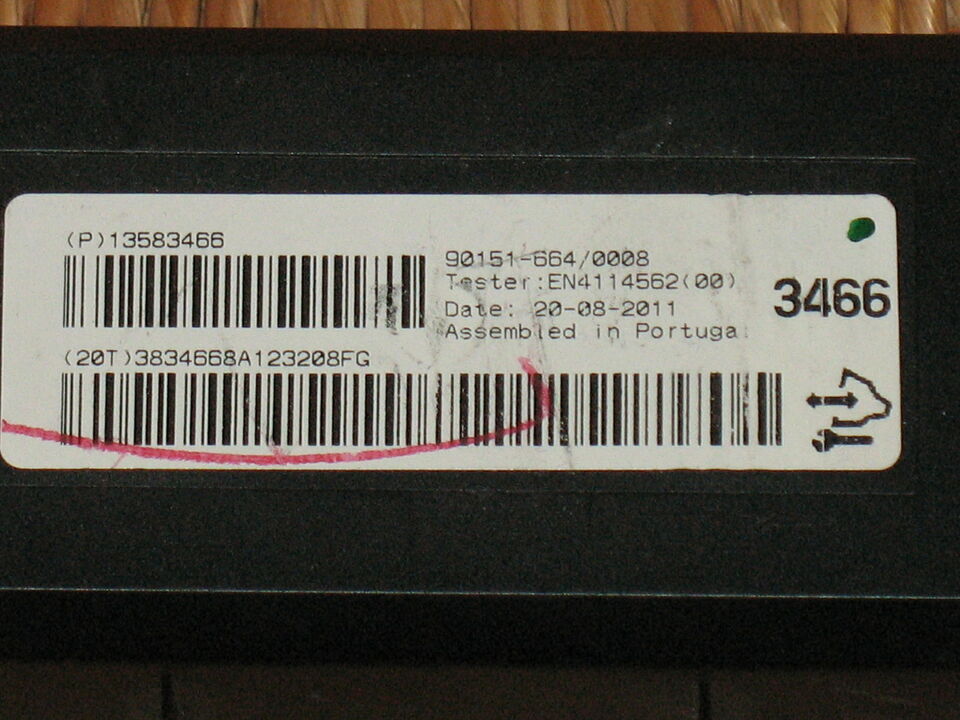 (P)13583466
90151-664/0008
Tester:EN4114562(00)
Date: 20-08-2011
Assembled in Portuga
3466
(20T)3834668A123208FG